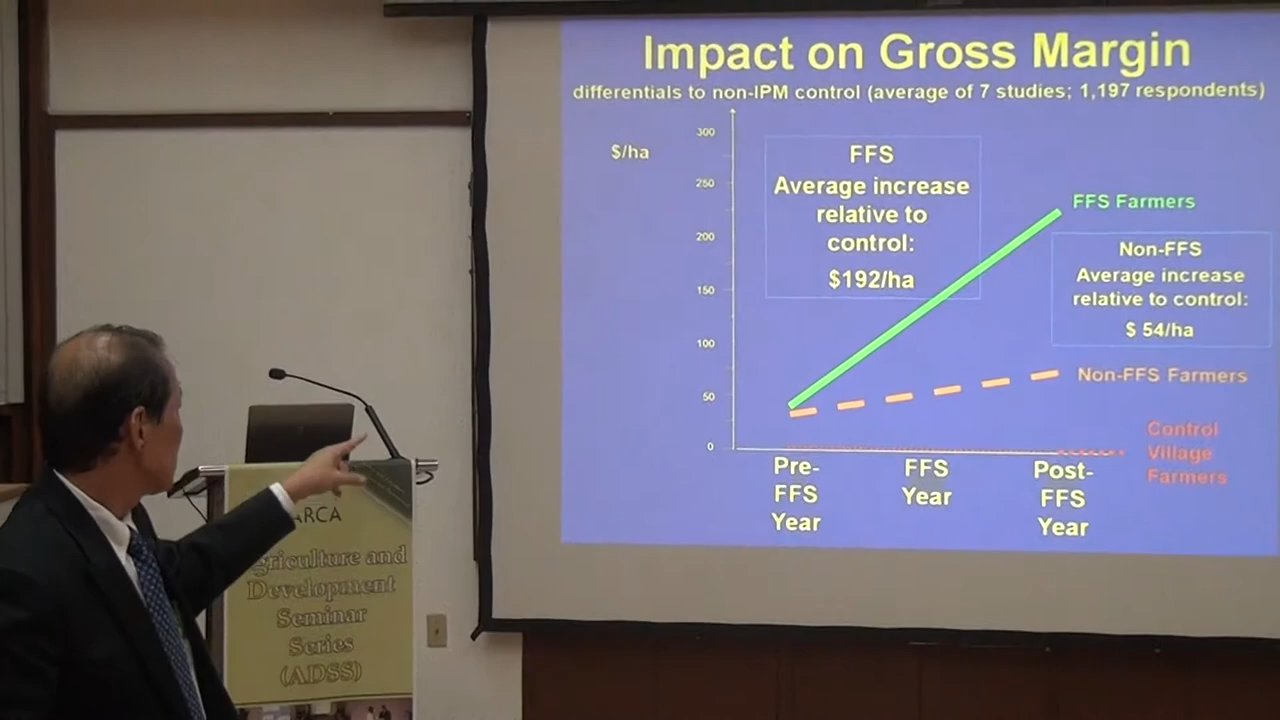 Impact on Gross Margin
differentials to non-IPM control (average of 7 studies; 1,197 respondents)
$/ha
300
250
200
150
100
50
0
FFS
Average increase
relative to
control:
$192/ha
FFS Farmers
Non-FFS
Average increase
relative to control:
$ 54/ha
Non-FFS Farmers
Control
Village
Farmers
Pre-
FFS
Year
FFS
Year
Post-
FFS
Year
ARCA
griculture and
Development
Seminar
Series
(ADSS)